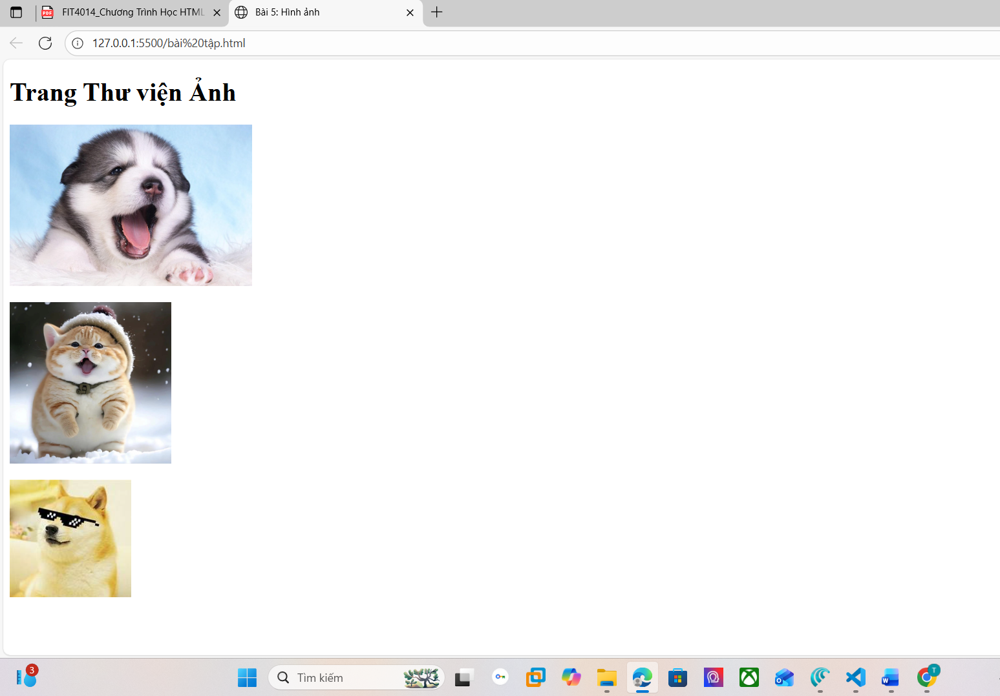 FIT4014_Chương Trình Học HTML
Bài 5: Hình ảnh
127.0.0.1:5500/bài%20tập.html
Trang Thư viện Ảnh
3
Tìm kiếm
O
W
T